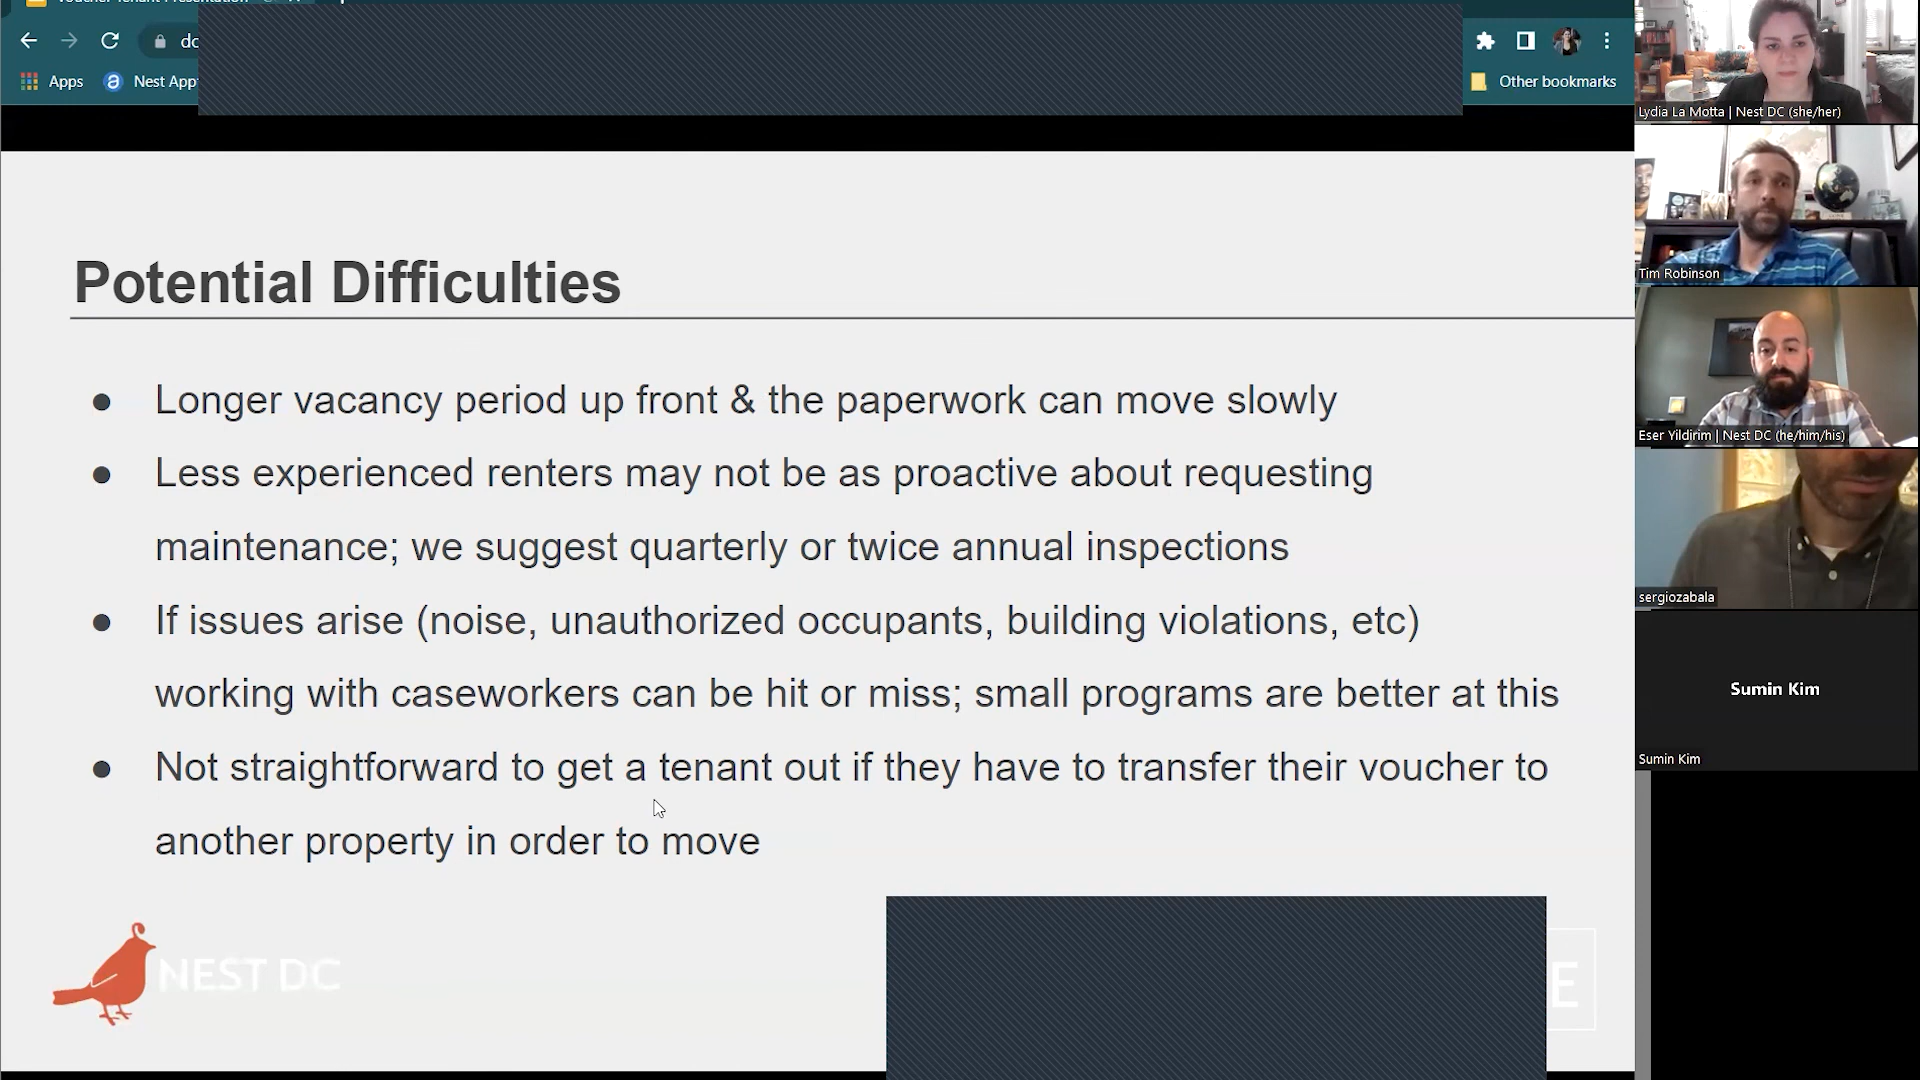 Voucher Tenant Presentation
Apps
Nest App
Other bookmarks
Potential Difficulties
● Longer vacancy period up front & the paperwork can move slowly
● Less experienced renters may not be as proactive about requesting
maintenance; we suggest quarterly or twice annual inspections
● If issues arise (noise, unauthorized occupants, building violations, etc)
working with caseworkers can be hit or miss; small programs are better at this
● Not straightforward to get a tenant out if they have to transfer their voucher to
another property in order to move
NEST DC
E
Lydia La Motta | Nest DC (she/her)
Tim Robinson
Eser Yildirim | Nest DC (he/him/his)
sergiozabala
Sumin Kim
Sumin Kim